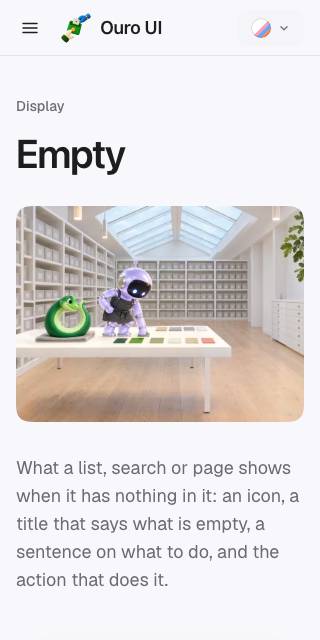 Ouro UI
Display
Empty
What a list, search or page shows
when it has nothing in it: an icon, a
title that says what is empty, a
sentence on what to do, and the
action that does it.